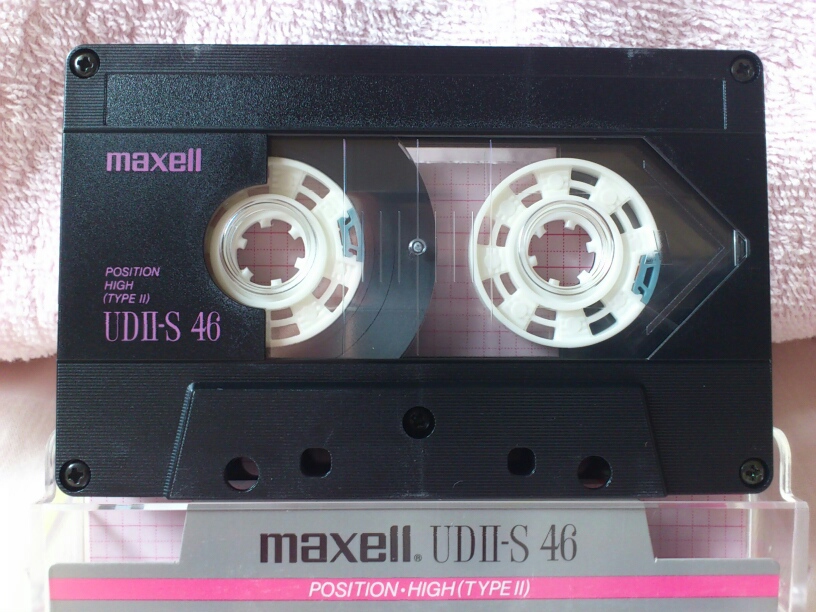 maxell
POSITION
HIGH
(TYPE II)
UDII-S 46
maxell. UDII-S 46
POSITION·HIGH(TYPE II)